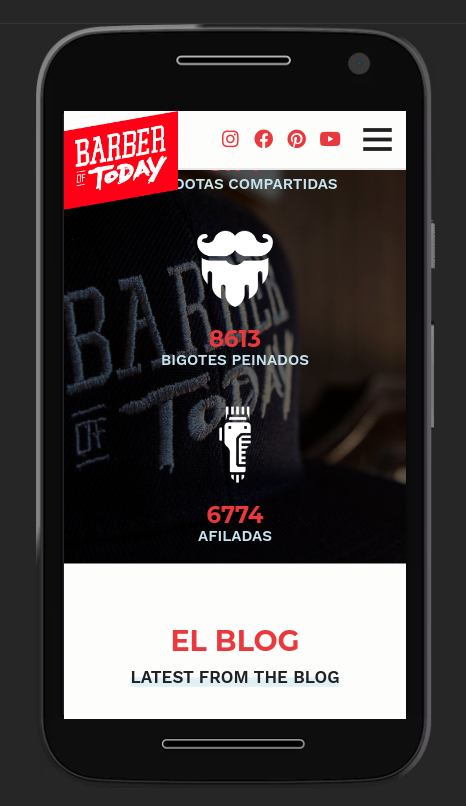 BARBER
OF TODAY
DOTAS COMPARTIDAS
BARBER
OF TODAY
8613
BIGOTES PEINADOS
6774
AFILADAS
EL BLOG
LATEST FROM THE BLOG